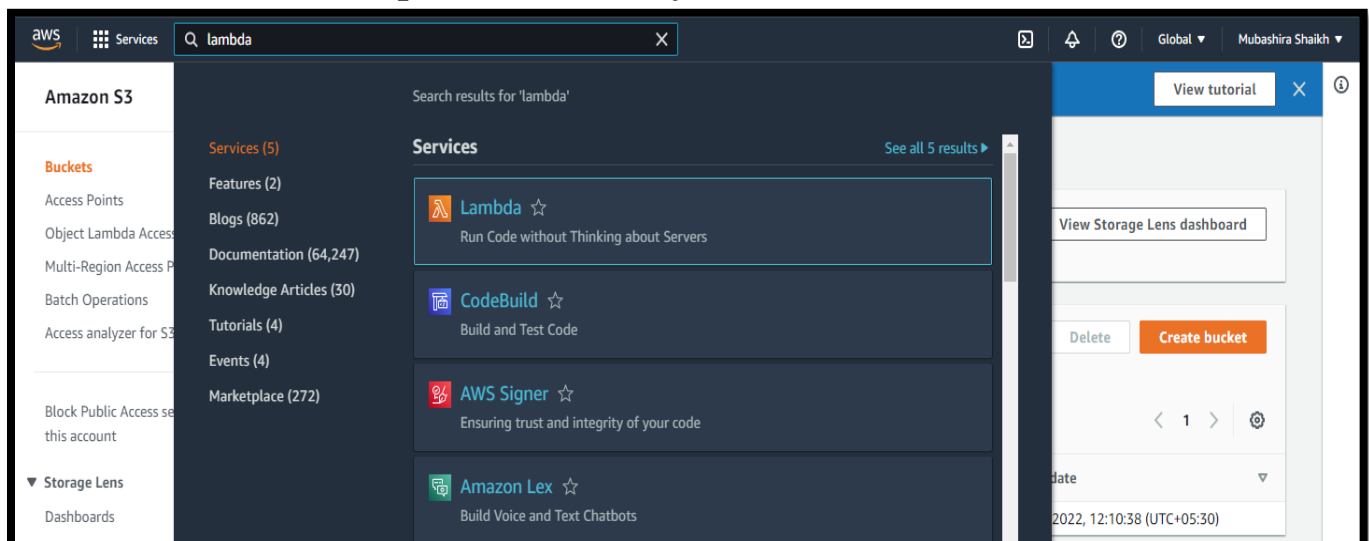 aws
Services
lambda
Global
Mubashira Shaikh
Amazon S3
Buckets
Access Points
Object Lambda Acces
Multi-Region Access P
Batch Operations
Access analyzer for S3
Block Public Access se
this account
Storage Lens
Dashboards
Search results for 'lambda'
Services (5)
Features (2)
Blogs (862)
Documentation (64,247)
Knowledge Articles (30)
Tutorials (4)
Events (4)
Marketplace (272)
Services
See all 5 results
Lambda
Run Code without Thinking about Servers
CodeBuild
Build and Test Code
AWS Signer
Ensuring trust and integrity of your code
Amazon Lex
Build Voice and Text Chatbots
View tutorial
View Storage Lens dashboard
Delete
Create bucket
1
date
2022, 12:10:38 (UTC+05:30)